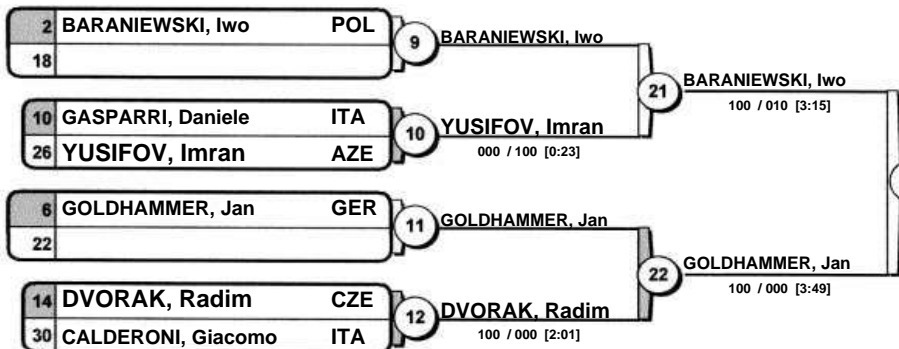 2 BARANIEWSKI, Iwo POL
18
9
BARANIEWSKI, Iwo
10 GASPARRI, Daniele ITA
26 YUSIFOV, Imran AZE
10
YUSIFOV, Imran
000 / 100 [0:23]
21
BARANIEWSKI, Iwo
100 / 010 [3:15]
6 GOLDHAMMER, Jan GER
22
11
GOLDHAMMER, Jan
14 DVORAK, Radim CZE
30 CALDERONI, Giacomo ITA
12
DVORAK, Radim
100 / 000 [2:01]
22
GOLDHAMMER, Jan
100 / 000 [3:49]